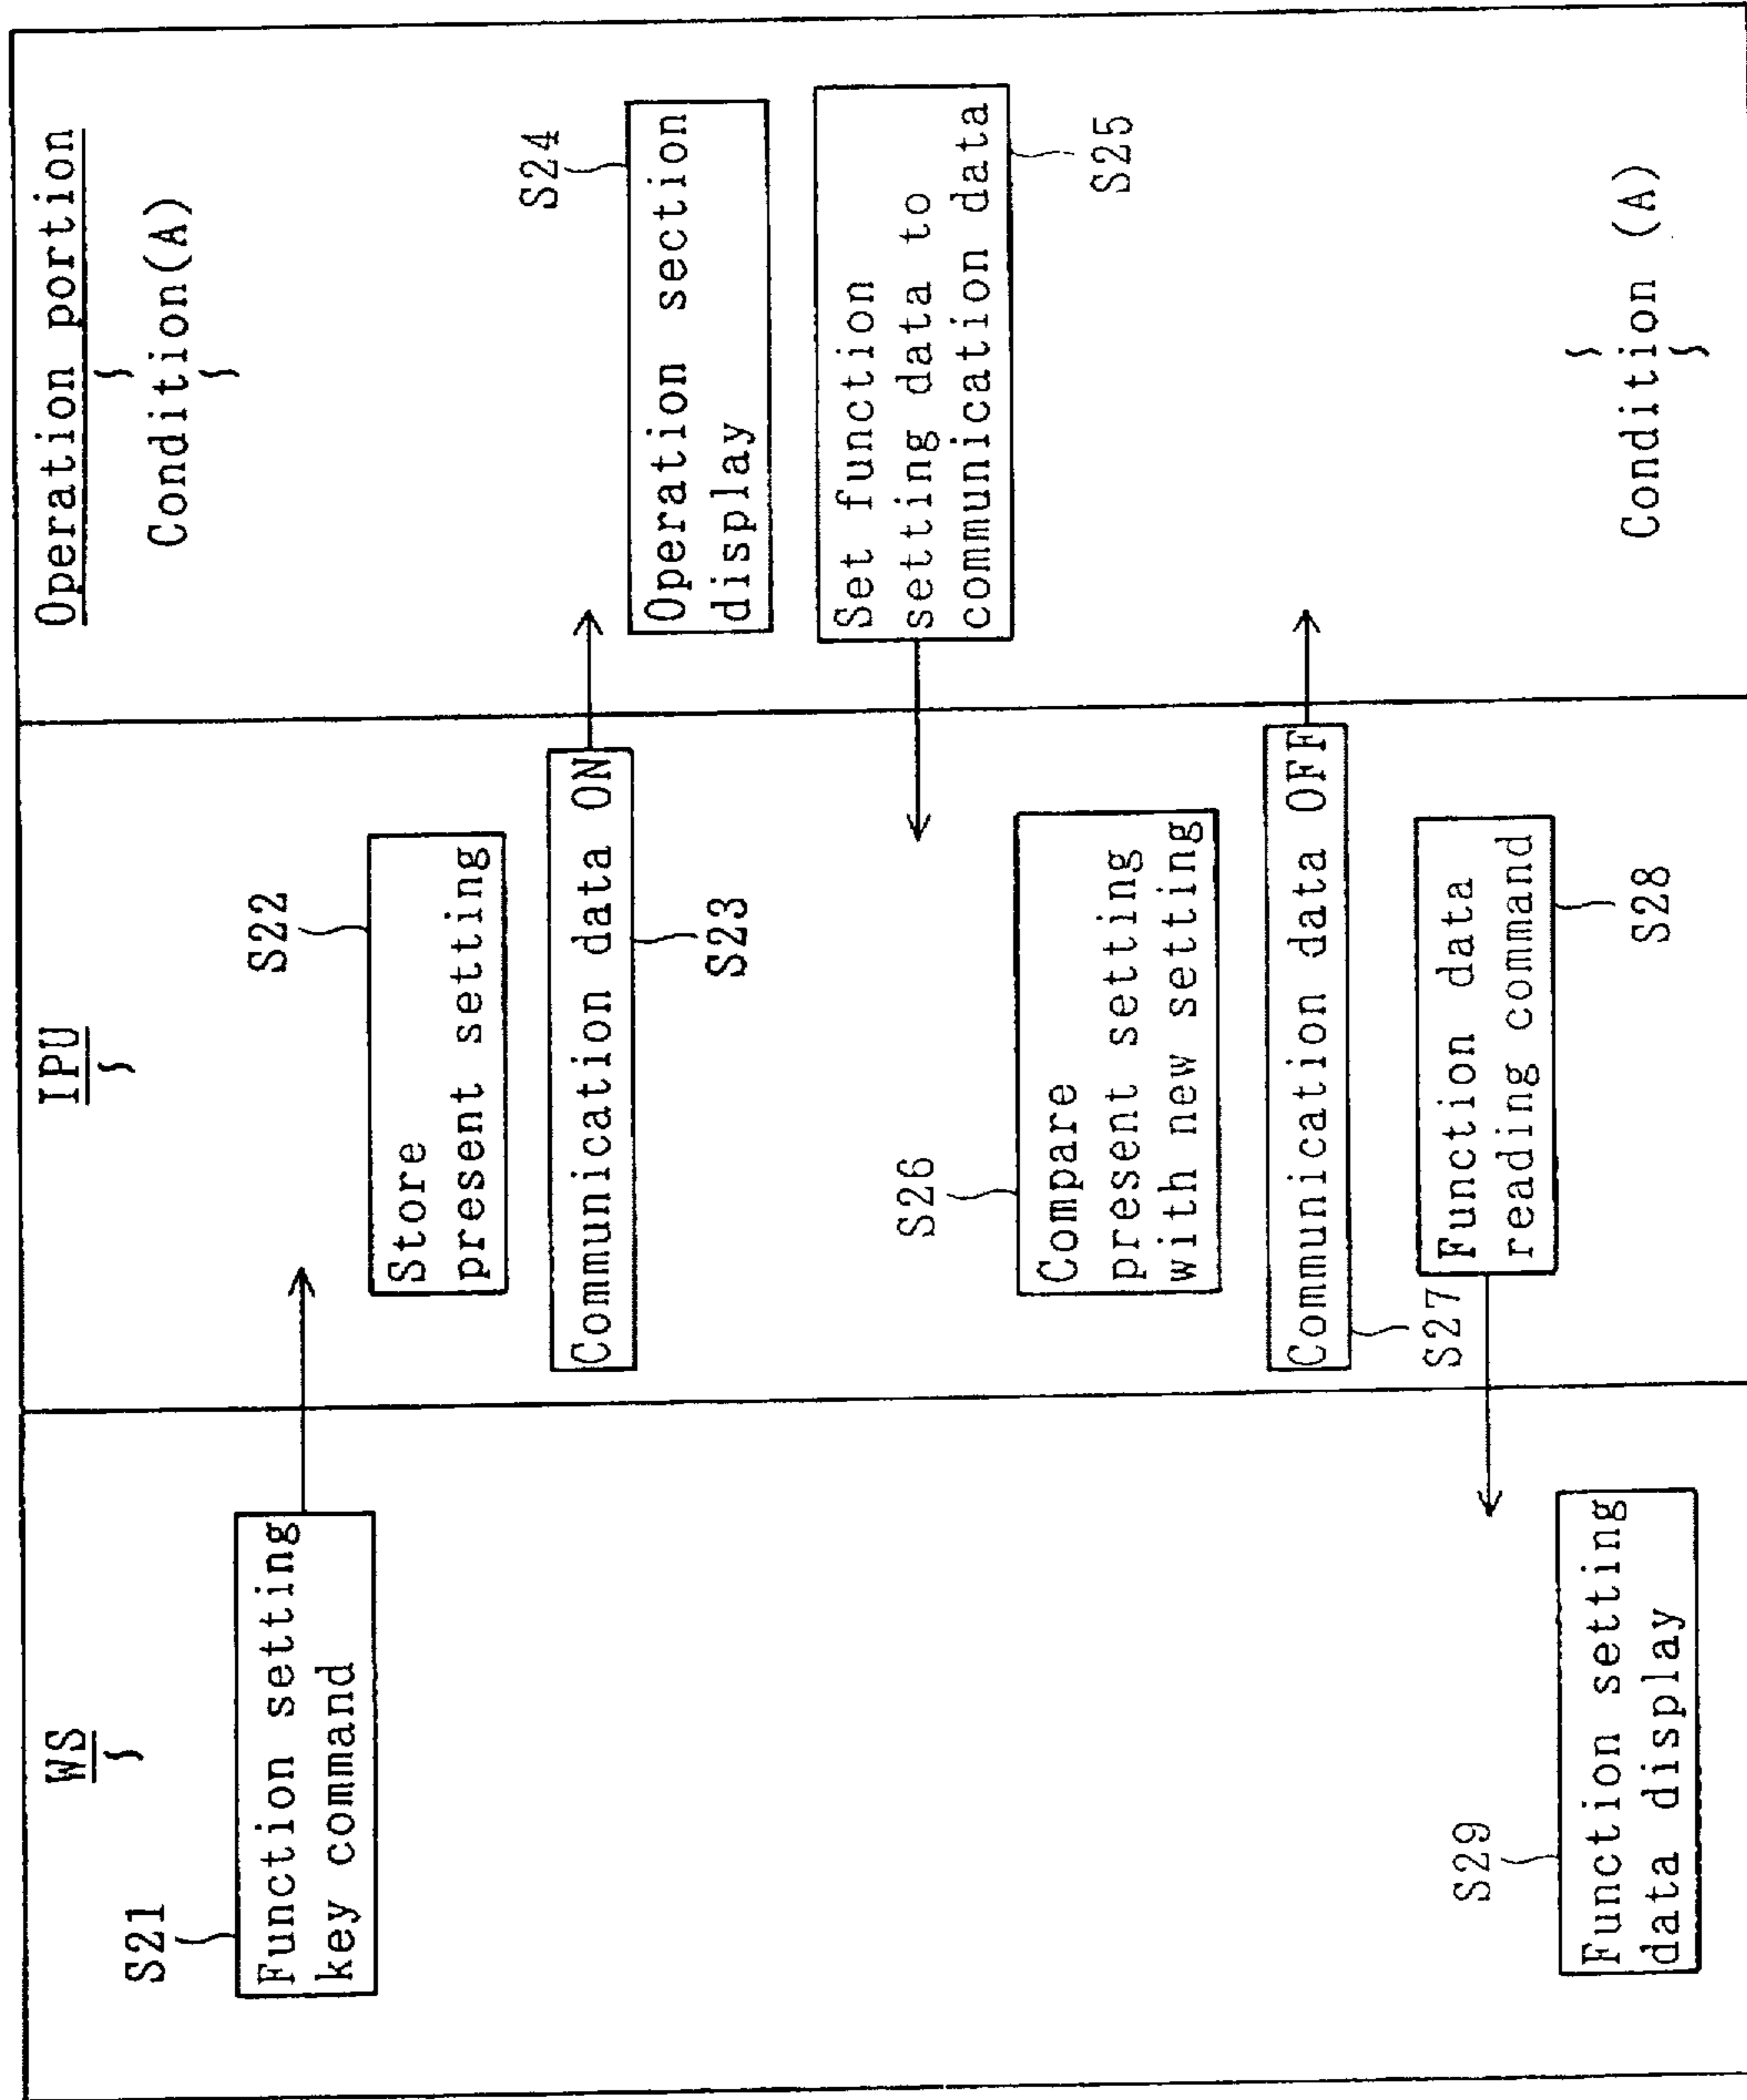 WS
IPU
Operation portion
Condition(A)
S21
Function setting
key command
S22
Store
present setting
Communication data ON
S23
S24
Operation section
display
Set function
setting data to
communication data
S25
S26
Compare
present setting
with new setting
Communication data OFF
S27
Function data
reading command
S28
Condition (A)
S29
Function setting
data display